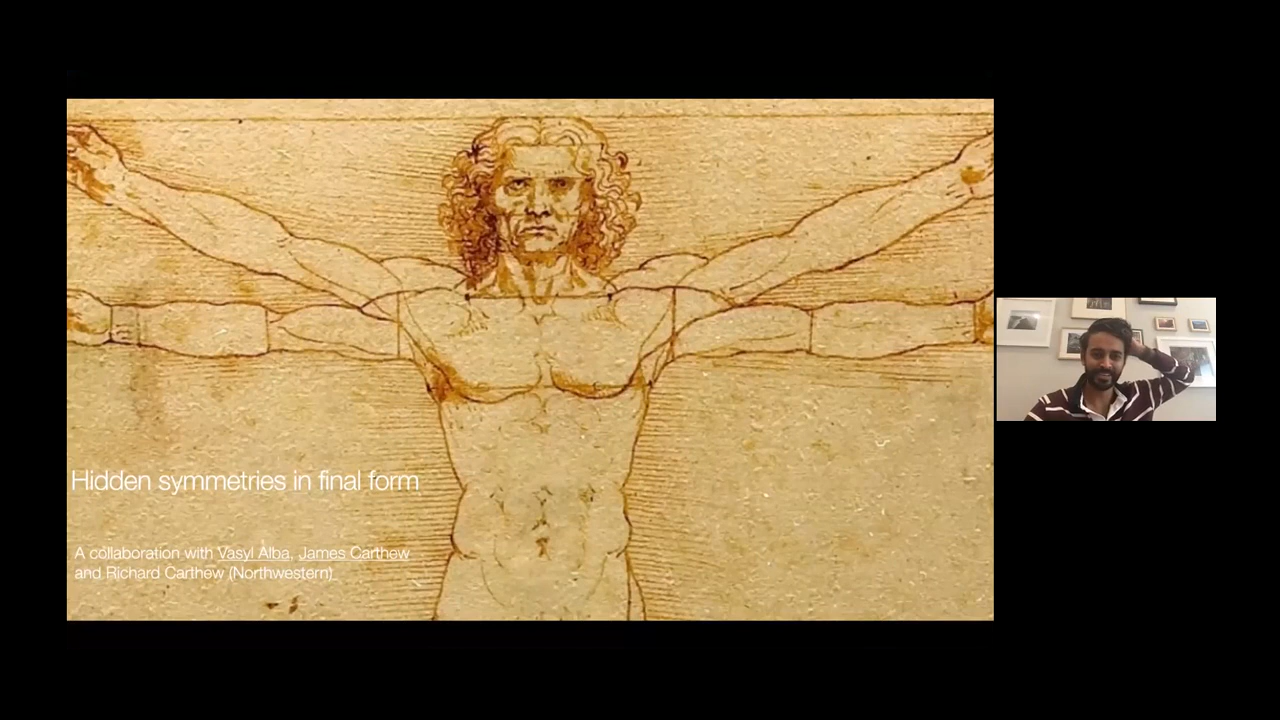 Hidden symmetries in final form
A collaboration with Vasyl Alba, James Carthew
and Richard Carthew (Northwestern)